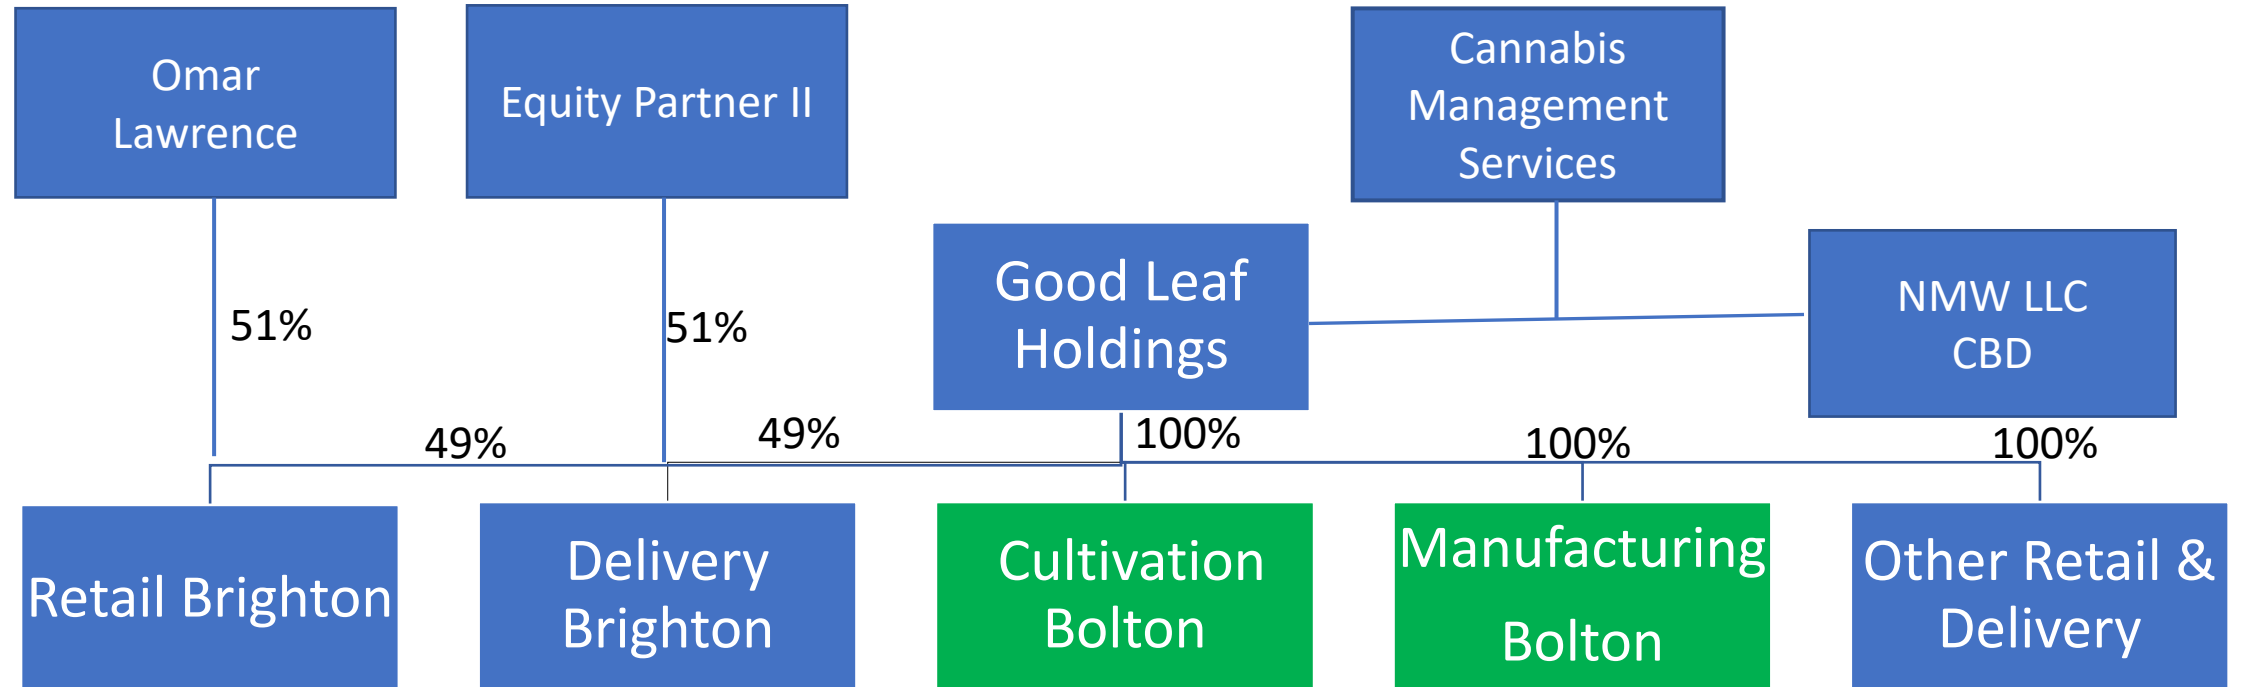 Omar
Lawrence
Equity Partner II
Cannabis
Management
Services
Good Leaf
Holdings
NMW LLC
CBD
51%
51%
49%
49%
100%
100%
100%
Retail Brighton
Delivery
Brighton
Cultivation
Bolton
Manufacturing
Bolton
Other Retail &
Delivery